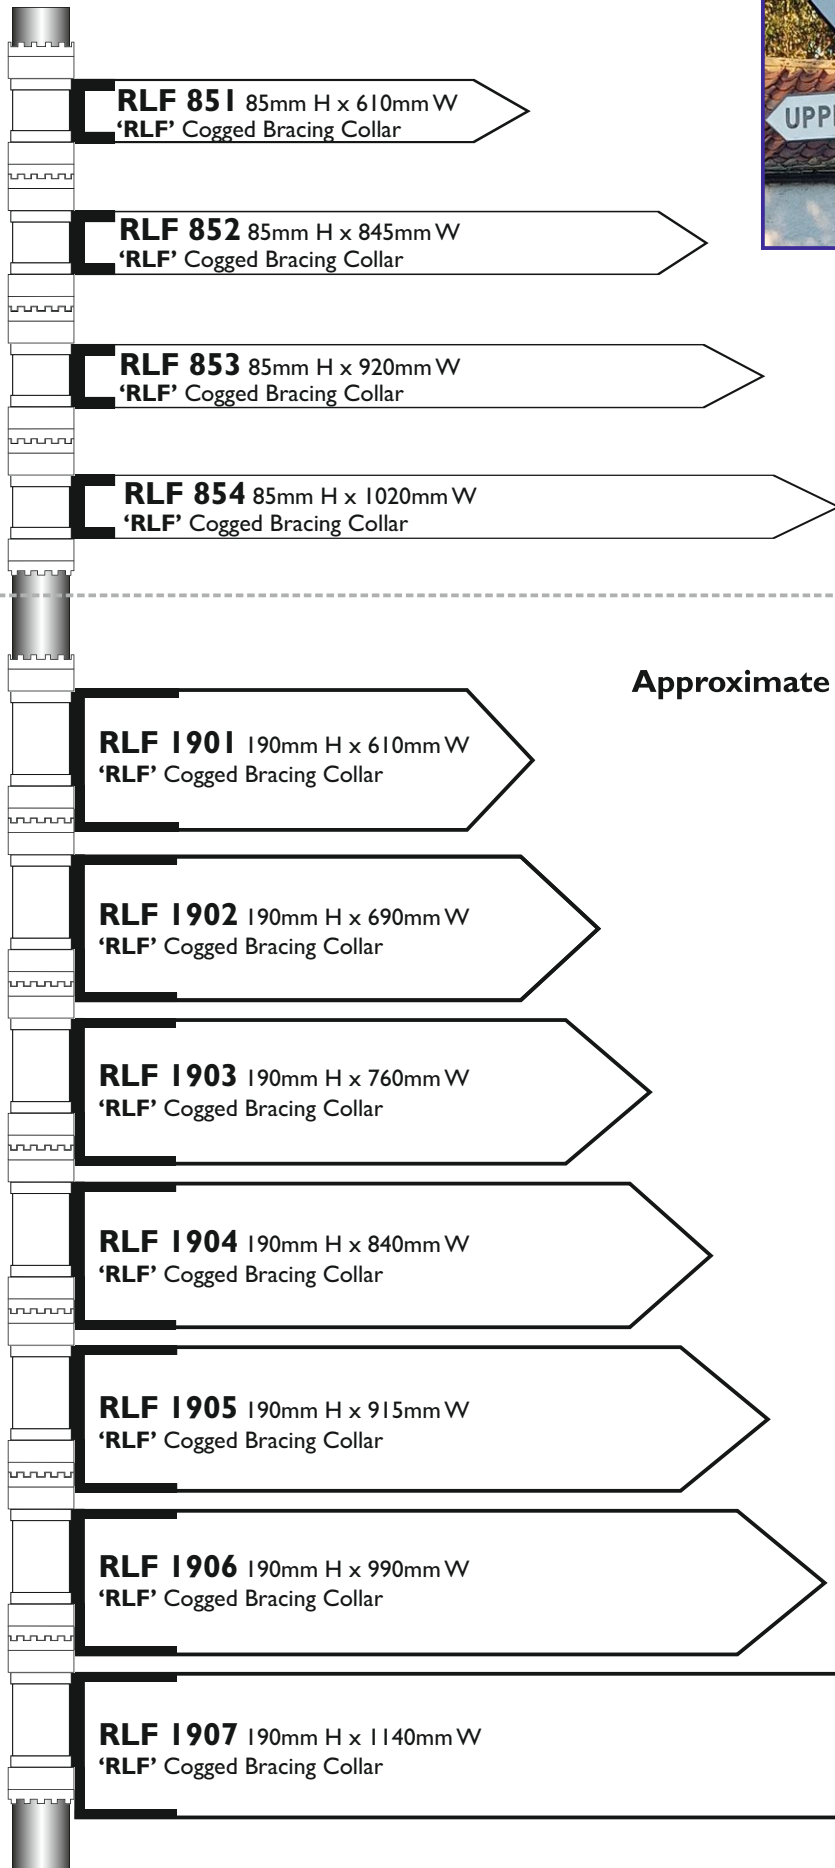 RLF 851 85mm H x 610mm W
‘RLF’ Cogged Bracing Collar
RLF 852 85mm H x 845mm W
‘RLF’ Cogged Bracing Collar
RLF 853 85mm H x 920mm W
‘RLF’ Cogged Bracing Collar
RLF 854 85mm H x 1020mm W
‘RLF’ Cogged Bracing Collar
Approximate
RLF 1901 190mm H x 610mm W
‘RLF’ Cogged Bracing Collar
RLF 1902 190mm H x 690mm W
‘RLF’ Cogged Bracing Collar
RLF 1903 190mm H x 760mm W
‘RLF’ Cogged Bracing Collar
RLF 1904 190mm H x 840mm W
‘RLF’ Cogged Bracing Collar
RLF 1905 190mm H x 915mm W
‘RLF’ Cogged Bracing Collar
RLF 1906 190mm H x 990mm W
‘RLF’ Cogged Bracing Collar
RLF 1907 190mm H x 1140mm W
‘RLF’ Cogged Bracing Collar